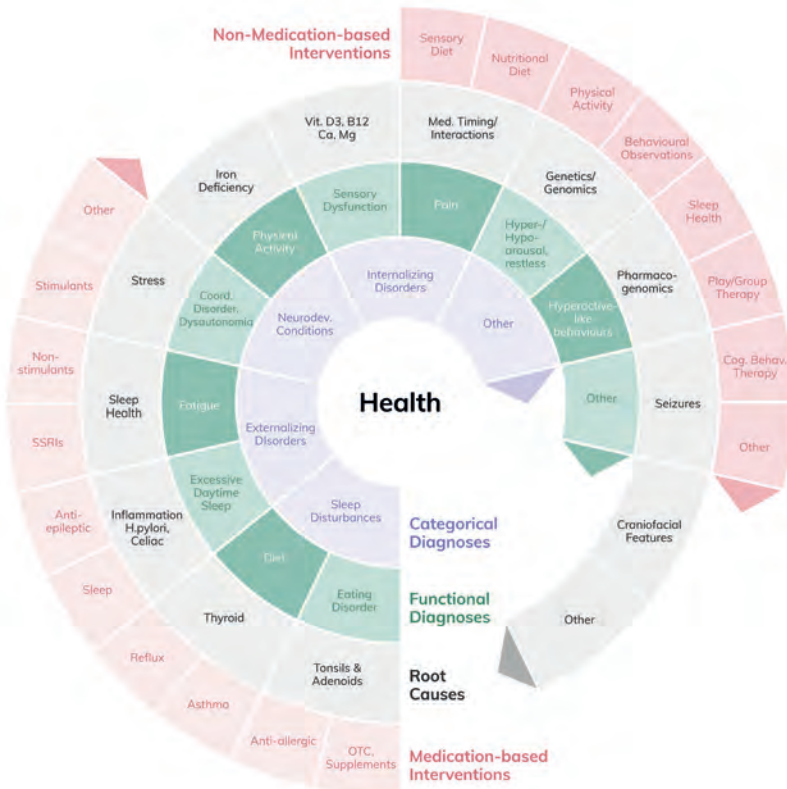 Non-Medication-based
Interventions
Sensory
Diet
Nutritional
Diet
Physical
Activity
Behavioural
Observations
Sleep
Health
Play/Group
Therapy
Cog. Behav.
Therapy
Other
Vit. D3, B12
Ca, Mg
Med. Timing/
Interactions
Genetics/
Genomics
Pharmaco-
genomics
Seizures
Craniofacial
Features
Other
Iron
Deficiency
Stress
Sleep
Health
Inflammation
H.pylori,
Celiac
Thyroid
Tonsils &
Adenoids
Sensory
Dysfunction
Pain
Hyper-/
Hypo-
arousal,
restless
Hyperactive-
like-
behaviours
Other
Physical
Activity
Coord.
Disorder,
Dysautonomia
Fatigue
Excessive
Daytime
Sleep
Diet
Eating
Disorder
Internalizing
Disorders
Other
Neurodev.
Conditions
Externalizing
DIsorders
Sleep
Disturbances
Health
Other
Stimulants
Non-
stimulants
SSRIs
Anti-
epileptic
Sleep
Reflux
Asthma
Anti-allergic
OTC,
Supplements
Categorical
Diagnoses
Functional
Diagnoses
Root
Causes
Medication-based
Interventions